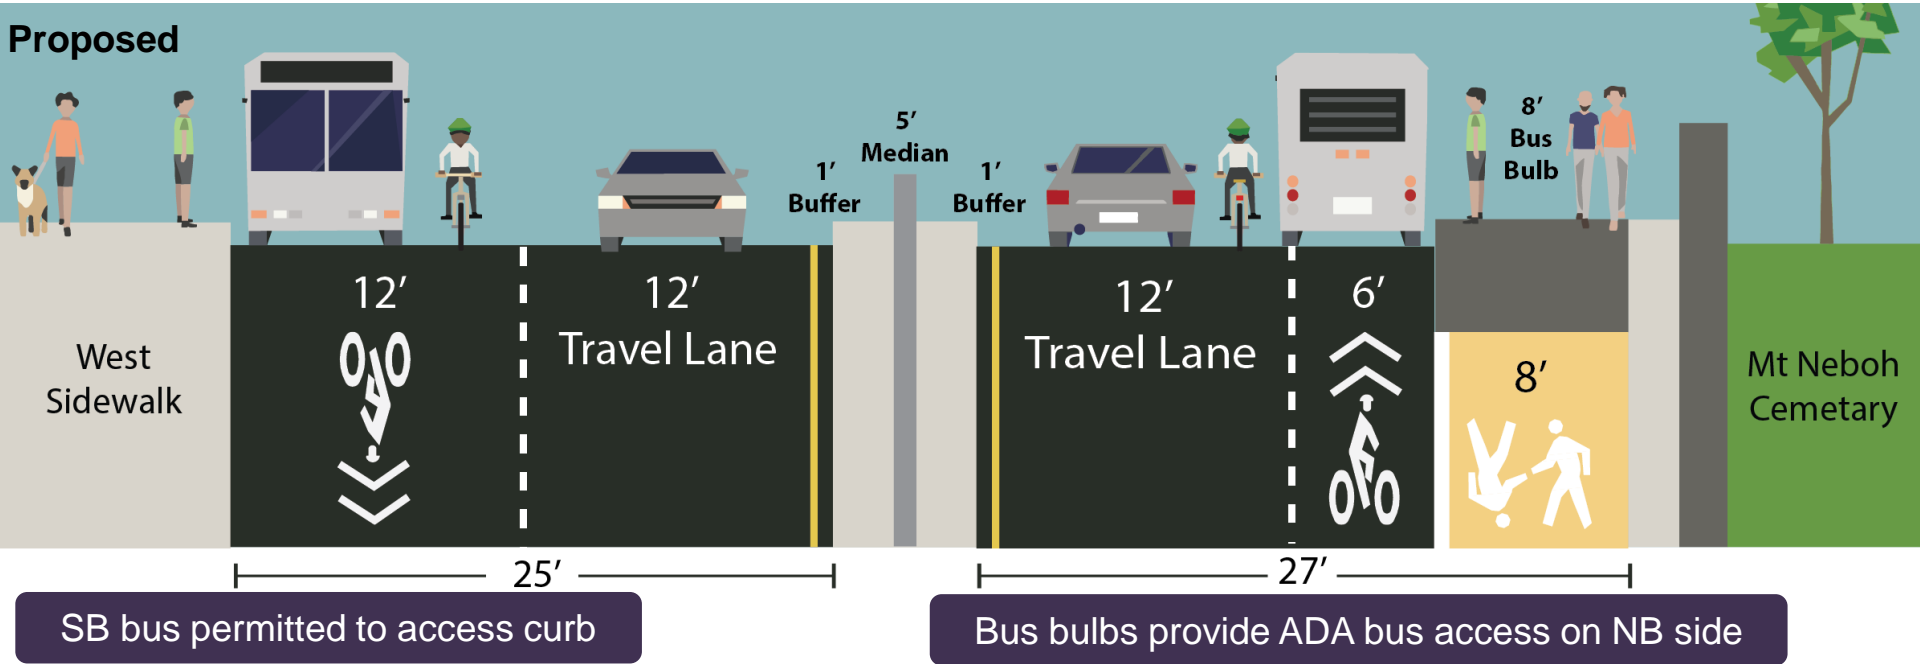 Proposed
1’
Buffer
5’
Median
1’
Buffer
8’
Bus
Bulb
West
Sidewalk
12’
12’
Travel Lane
12’
Travel Lane
6’
8’
Mt Neboh
Cemetary
25’
27’
SB bus permitted to access curb
Bus bulbs provide ADA bus access on NB side